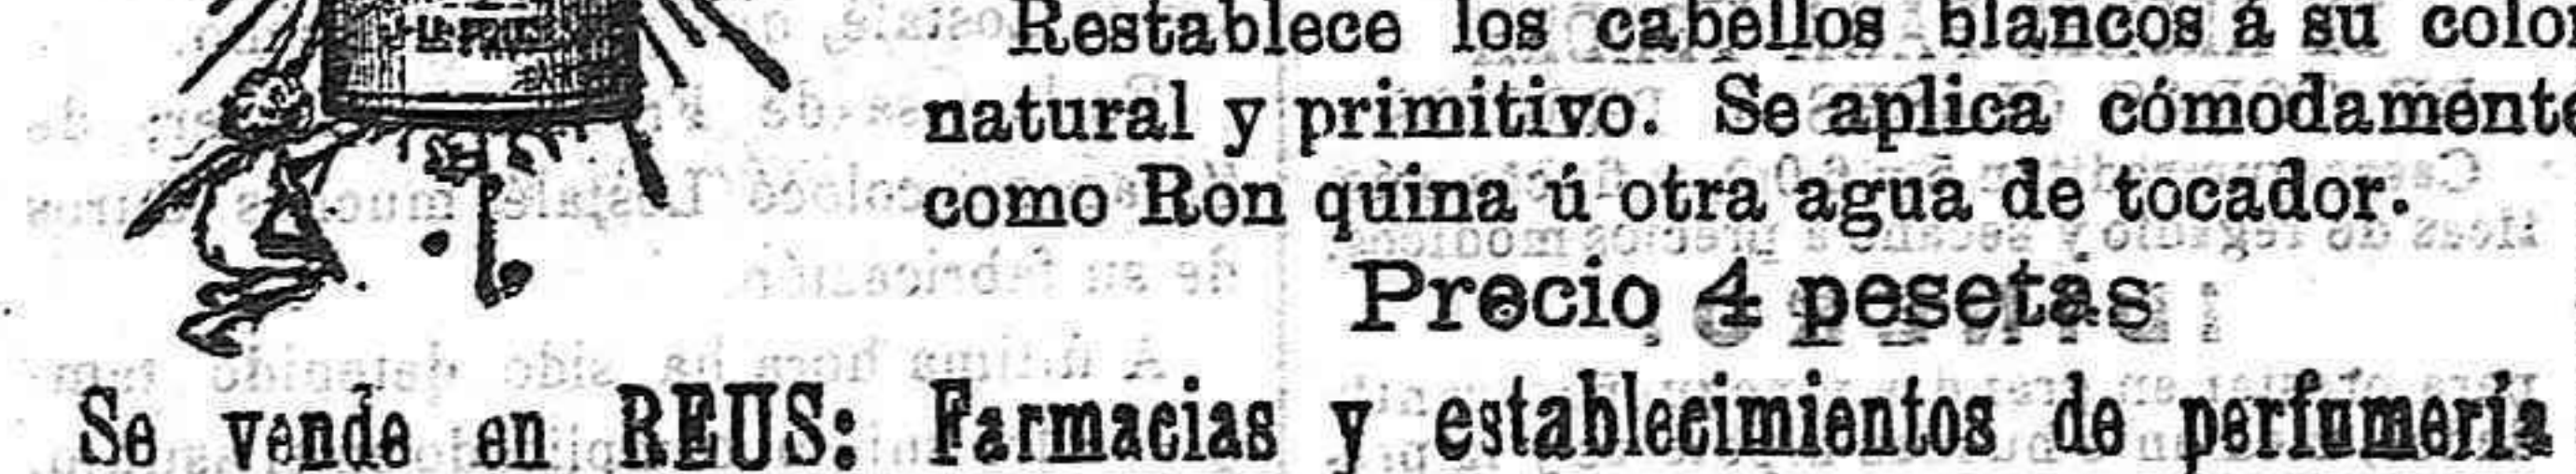 Restablece los cabellos blancos á su color
natural y primitivo. Se aplica cómodamente
como Ron quina ú otra agua de tocador.
Precio 4 pesetas
Se vende en REUS: Farmacias y establecimientos de perfumería